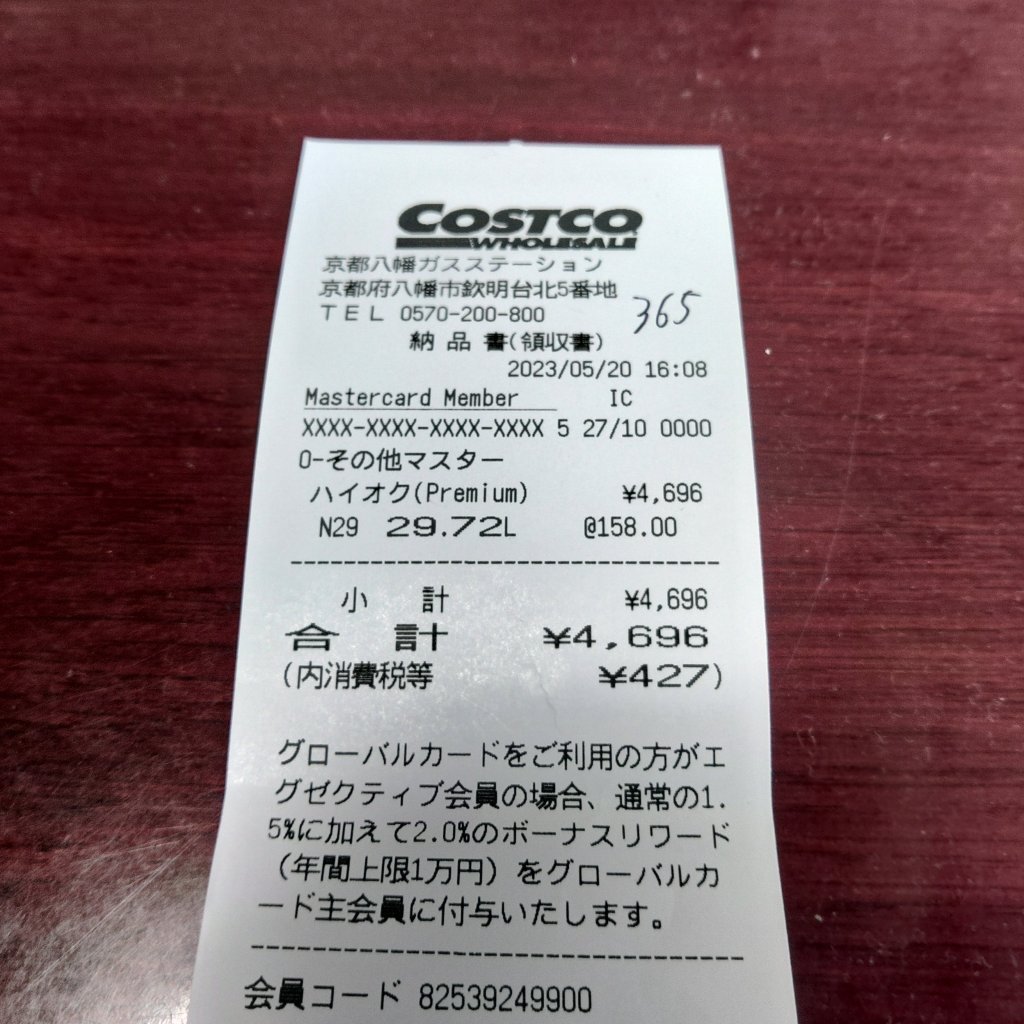 COSTCO
WHOLESALE
京都八幡ガスステーション
京都府八幡市欽明台北5番地
TEL 0570-200-800
365
納 品 書(領収書)
2023/05/20 16:08
Mastercard Member IC
XXXX-XXXX-XXXX-XXXX 5 27/10 0000
0-その他マスター
ハイオク(Premium) ¥4,696
N29 29.72L @158.00
小 計 ¥4,696
合 計 ¥4,696
(内消費税等 ¥427)
グローバルカードをご利用の方がエ
グゼクティブ会員の場合、通常の1.
5%に加えて2.0%のボーナスリワード
(年間上限1万円)をグローバルカ
ード主会員に付与いたします。
会員コード 82539249900